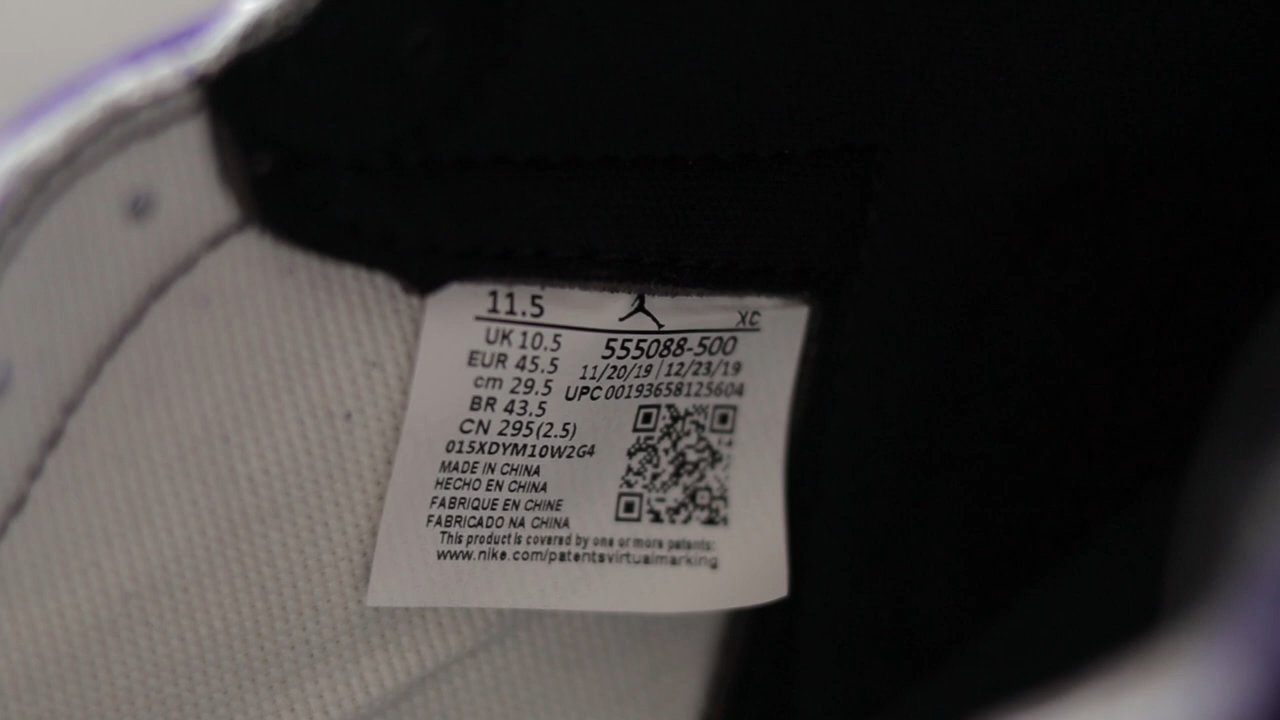 11.5 XC
UK 10.5 555088-500
EUR 45.5 11/20/19 | 12/23/19
cm 29.5 UPC 00193658125604
BR 43.5
CN 295(2.5)
015XDYM10W2G4
MADE IN CHINA
HECHO EN CHINA
FABRIQUE EN CHINE
FABRICADO NA CHINA
This product is covered by one or more patents:
www.nike.com/patentsvirtualmarking